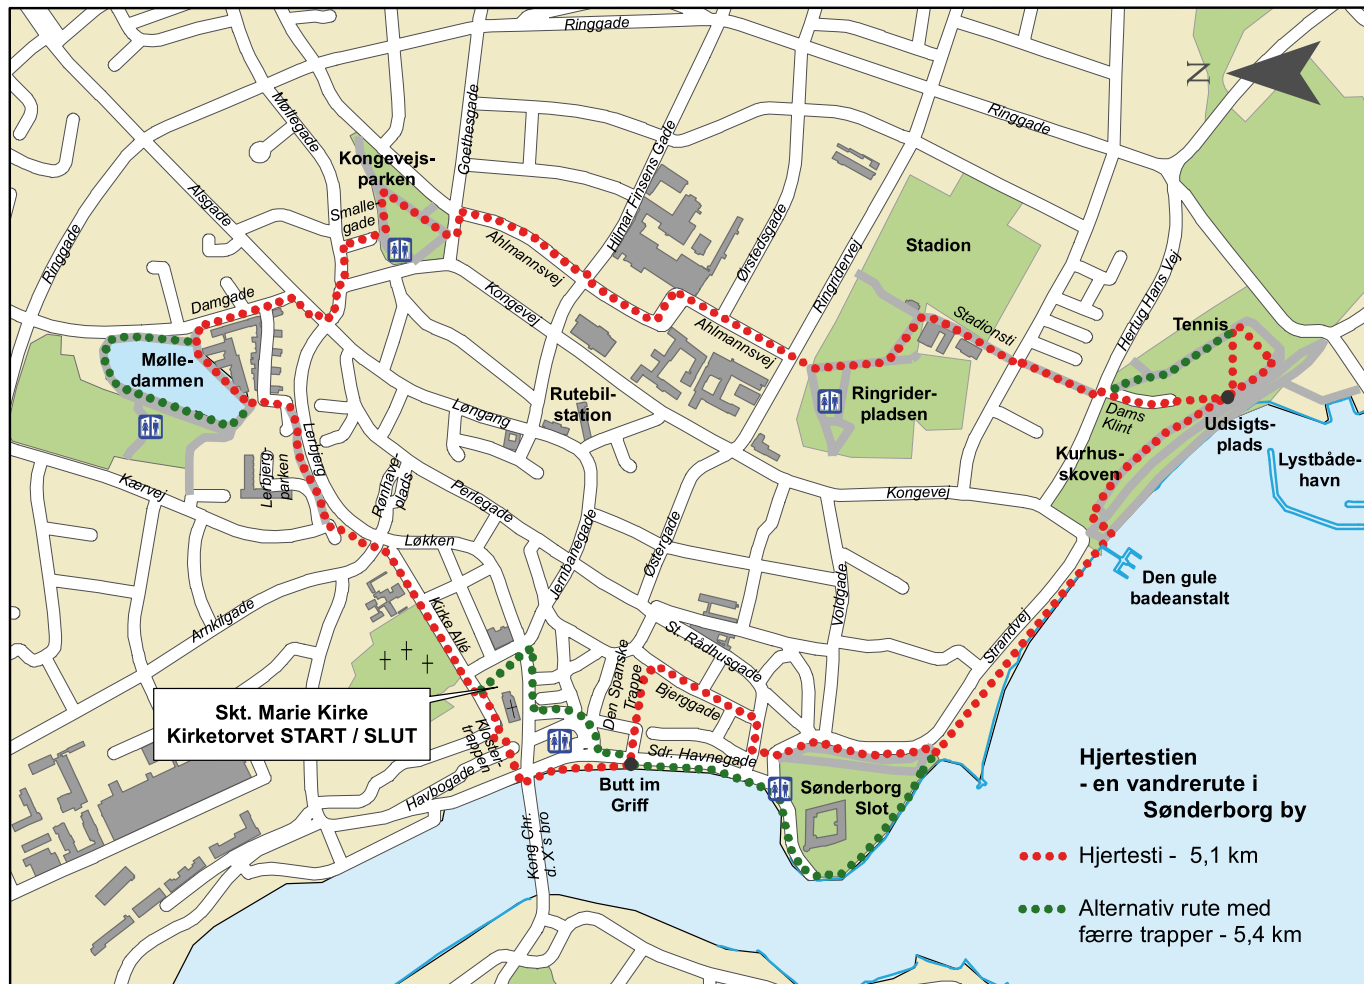 Ringgade
N
Ringgade
Møllegade
Goethesgade
Kongevejs-
parken
Hilmar Finsens Gade
Alsgade
Smalle-
gade
Ringgade
Ahlmannsvej
Ørstedsgade
Ringridervej
Stadion
Hertug Hans Vej
Damgade
Kongevej
Ahlmannsvej
Stadionsti
Tennis
Mølle-
dammen
Løngang
Rutebil-
station
Ringrider-
pladsen
Dams
Klint
Udsigts-
plads
Kurhus-
skoven
Lystbåde-
havn
Lerbjerg
Lerbjerg-
parken
Kærvej
Rønhave-
plads
Perlegade
Kongevej
Løkken
Jernbanegade
Østergade
Voldgade
Den gule
badeanstalt
Arnkilgade
Kirke Allé
St. Rådhusgade
Strandvej
Den Spanske
Trappe
Bjerggade
Skt. Marie Kirke
Kirketorvet START / SLUT
Kloster-
trappen
Sdr. Havnegade
Havbogade
Butt im
Griff
Sønderborg
Slot
Kong Chr.
d. X's bro
Hjertestien
- en vandrerute i
Sønderborg by
Hjertesti - 5,1 km
Alternativ rute med
færre trapper - 5,4 km